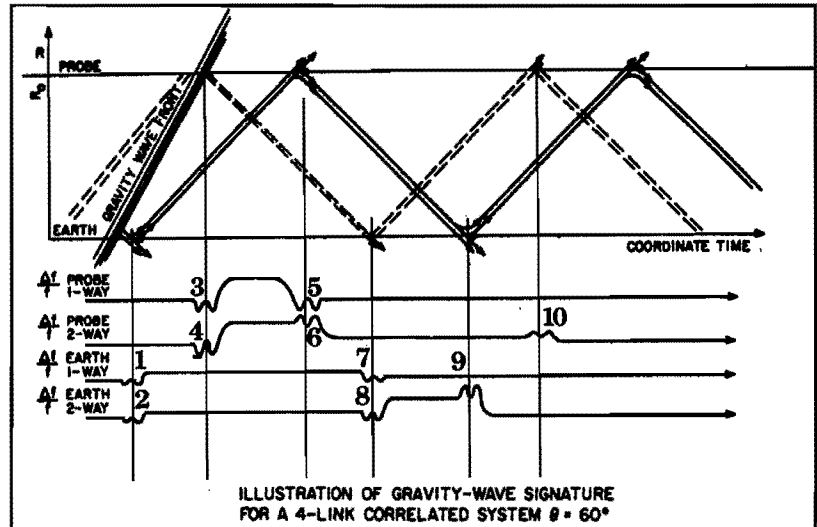 R
PROBE
R₀
GRAVITY WAVE FRONT
EARTH
COORDINATE TIME
Δf/f PROBE 1-WAY
3
5
Δf/f PROBE 2-WAY
4
6
10
Δf/f EARTH 1-WAY
1
7
9
Δf/f EARTH 2-WAY
2
8
ILLUSTRATION OF GRAVITY-WAVE SIGNATURE
FOR A 4-LINK CORRELATED SYSTEM θ = 60°